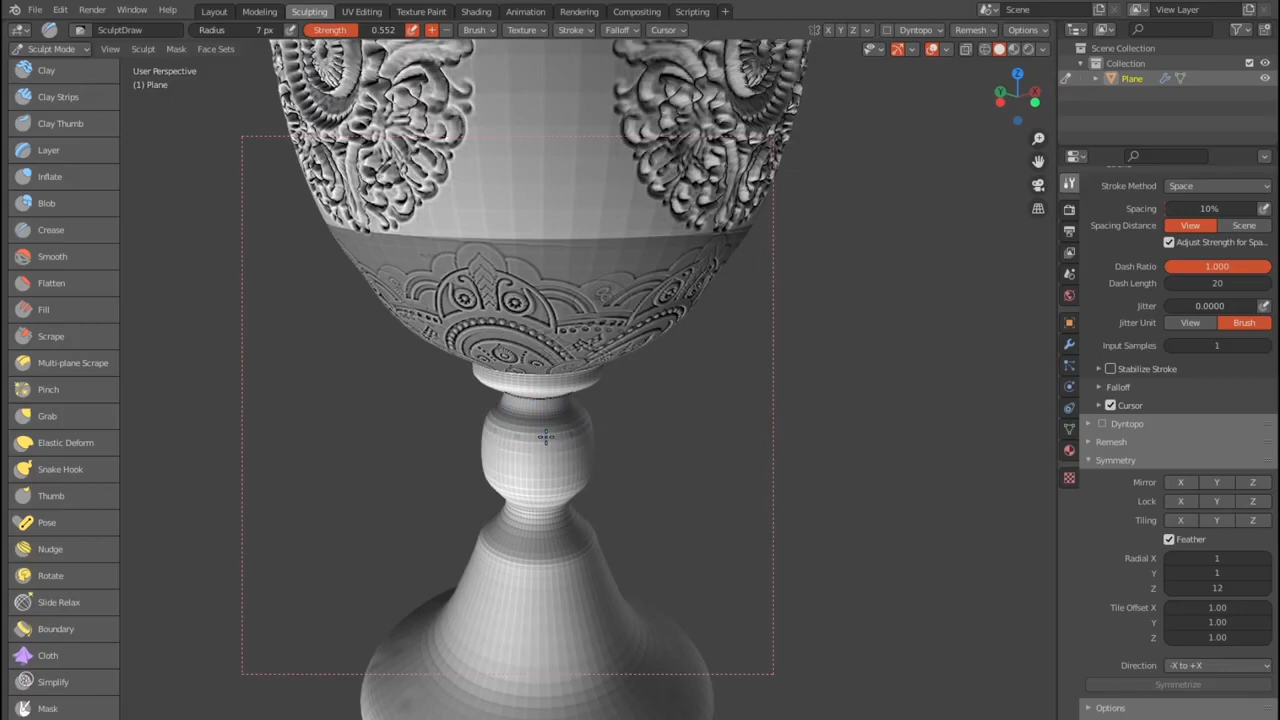 File Edit Render Window Help Layout Modeling Sculpting UV Editing Texture Paint Shading Animation Rendering Compositing Scripting + Scene View Layer
SculptDraw Radius 7 px Strength 0.552 Brush Texture Stroke Falloff Cursor X Y Z Dyntopo Remesh Options
Sculpt Mode View Sculpt Mask Face Sets
Scene Collection
Collection
Plane
User Perspective
(1) Plane
Z
Y
X
Clay
Clay Strips
Clay Thumb
Layer
Inflate
Blob
Crease
Smooth
Flatten
Fill
Scrape
Multi-plane Scrape
Pinch
Grab
Elastic Deform
Snake Hook
Thumb
Pose
Nudge
Rotate
Slide Relax
Boundary
Cloth
Simplify
Mask
Stroke Method Space
Spacing 10%
Spacing Distance View Scene
Adjust Strength for Spa...
Dash Ratio 1.000
Dash Length 20
Jitter 0.0000
Jitter Unit View Brush
Input Samples 1
Stabilize Stroke
Falloff
Cursor
Dyntopo
Remesh
Symmetry
Mirror X Y Z
Lock X Y Z
Tiling X Y Z
Feather
Radial X 1
Y 1
Z 12
Tile Offset X 1.00
Y 1.00
Z 1.00
Direction -X to +X
Symmetrize
Options